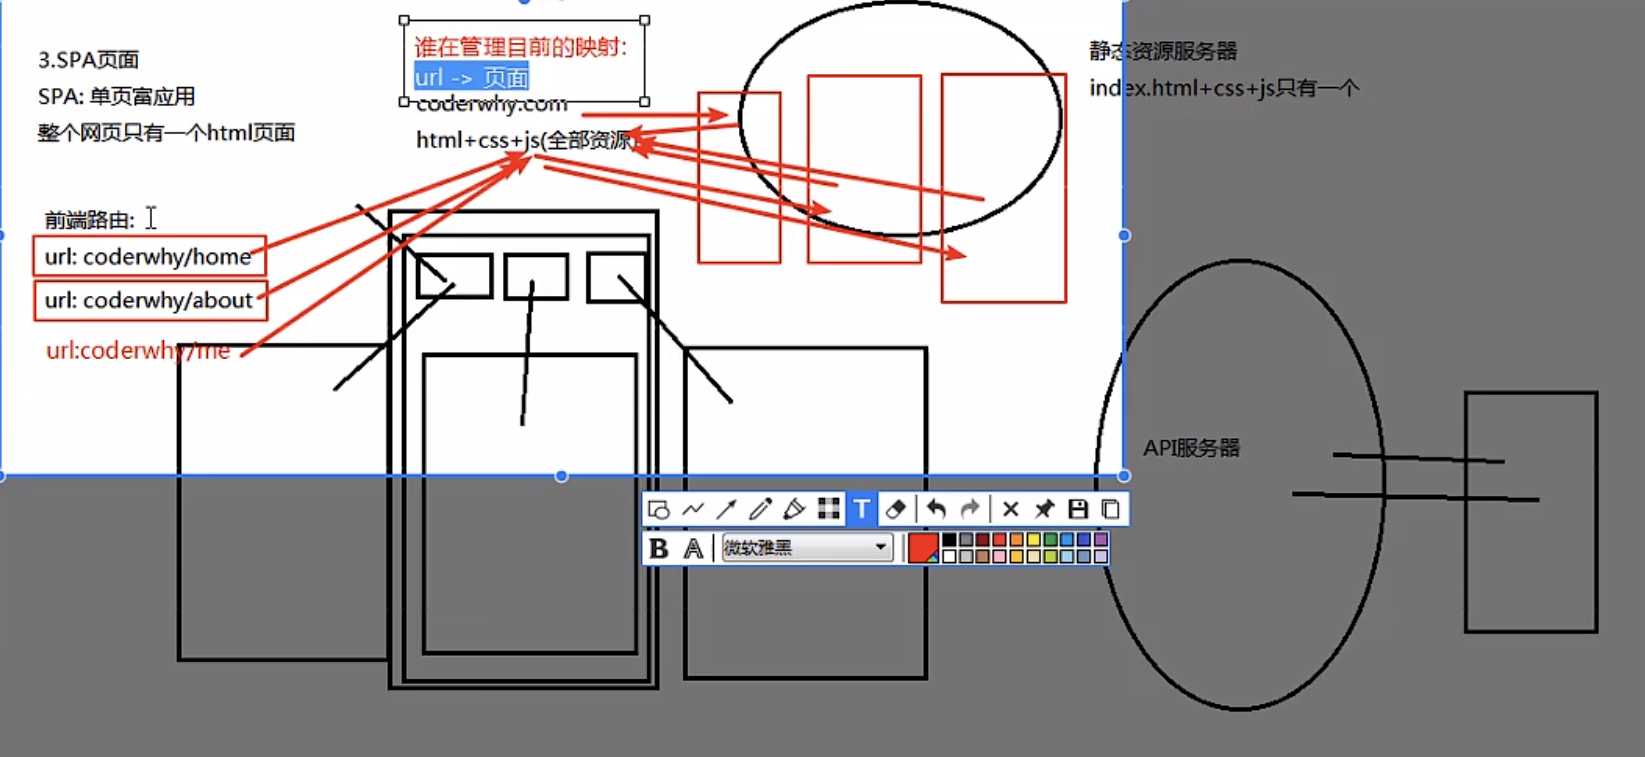 3.SPA页面
SPA: 单页富应用
整个网页只有一个html页面
谁在管理目前的映射:
url -> 页面
coderwhy.com
html+css+js(全部资源)
静态资源服务器
index.html+css+js只有一个
前端路由:
url: coderwhy/home
url: coderwhy/about
url:coderwhy/me
API服务器
T
B A 微软雅黑